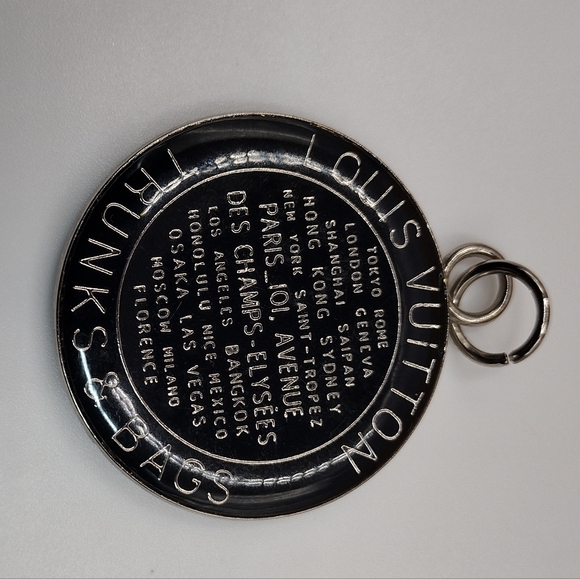 LOUIS VUITTON
TRUNKS & BAGS
TOKYO ROME
LONDON GENEVA
SHANGHAI SAIPAN
HONG KONG SYDNEY
NEW YORK SAINT-TROPEZ
PARIS_101, AVENUE
DES CHAMPS-ELYSÉES
LOS ANGELES BANGKOK
HONOLULU NICE MEXICO
OSAKA LAS VEGAS
MOSCOW MILANO
FLORENCE